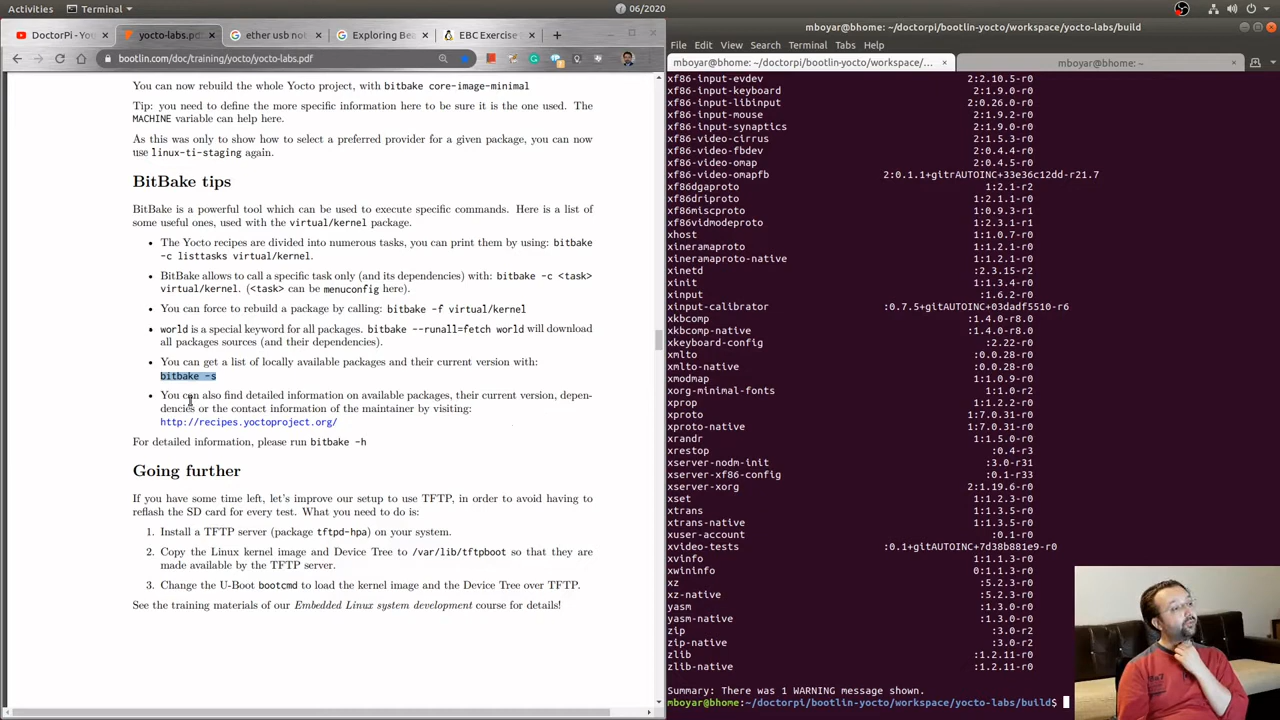 Activities
Terminal
06/2020
DoctorPi - You
yocto-labs.pd
ether usb not
Exploring Bea
EBC Exercise
bootlin.com/doc/training/yocto/yocto-labs.pdf
You can now rebuild the whole Yocto project, with bitbake core-image-minimal
Tip: you need to define the more specific information here to be sure it is the one used. The
MACHINE variable can help here.
As this was only to show how to select a preferred provider for a given package, you can now
use linux-ti-staging again.
BitBake tips
BitBake is a powerful tool which can be used to execute specific commands. Here is a list of
some useful ones, used with the virtual/kernel package.
• The Yocto recipes are divided into numerous tasks, you can print them by using: bitbake
-c listtasks virtual/kernel.
• BitBake allows to call a specific task only (and its dependencies) with: bitbake -c <task>
virtual/kernel. (<task> can be menuconfig here).
• You can force to rebuild a package by calling: bitbake -f virtual/kernel
• world is a special keyword for all packages. bitbake --runall=fetch world will download
all packages sources (and their dependencies).
• You can get a list of locally available packages and their current version with:
bitbake -s
• You can also find detailed information on available packages, their current version, depen-
dencies or the contact information of the maintainer by visiting:
http://recipes.yoctoproject.org/
For detailed information, please run bitbake -h
Going further
If you have some time left, let's improve our setup to use TFTP, in order to avoid having to
reflash the SD card for every test. What you need to do is:
1. Install a TFTP server (package tftpd-hpa) on your system.
2. Copy the Linux kernel image and Device Tree to /var/lib/tftpboot so that they are
made available by the TFTP server.
3. Change the U-Boot bootcmd to load the kernel image and the Device Tree over TFTP.
See the training materials of our Embedded Linux system development course for details!
mboyar@bhome: ~/doctorpi/bootlin-yocto/workspace/yocto-labs/build
File Edit View Search Terminal Tabs Help
mboyar@bhome: ~/doctorpi/bootlin-yocto/workspace/...
mboyar@bhome: ~
xf86-input-evdev 2:2.10.5-r0
xf86-input-keyboard 2:1.9.0-r0
xf86-input-libinput 2:0.26.0-r0
xf86-input-mouse 2:1.9.2-r0
xf86-input-synaptics 2:1.9.0-r0
xf86-video-cirrus 2:1.5.3-r0
xf86-video-fbdev 2:0.4.4-r0
xf86-video-omap 2:0.4.5-r0
xf86-video-omapfb 2:0.1.1+gitrAUTOINC+33e36c12dd-r21.7
xf86dgaproto 1:2.1-r2
xf86driproto 1:2.1.1-r0
xf86miscproto 1:0.9.3-r1
xf86vidmodeproto 1:2.3.1-r1
xhost 1:1.0.7-r0
xineramaproto 1:1.2.1-r0
xineramaproto-native 1:1.2.1-r0
xinetd :2.3.15-r2
xinit 1:1.3.4-r0
xinput :1.6.2-r0
xinput-calibrator :0.7.5+gitAUTOINC+03dadf5510-r6
xkbcomp :1.4.0-r8.0
xkbcomp-native :1.4.0-r8.0
xkeyboard-config :2.22-r0
xmlto :0.0.28-r0
xmlto-native :0.0.28-r0
xmodmap 1:1.0.9-r0
xorg-minimal-fonts 1:1.0-r2
xprop 1:1.2.2-r0
xproto 1:7.0.31-r0
xproto-native 1:7.0.31-r0
xrandr 1:1.5.0-r0
xrestop :0.4-r3
xserver-nodm-init :3.0-r31
xserver-xf86-config :0.1-r33
xserver-xorg 2:1.19.6-r0
xset 1:1.2.3-r0
xtrans 1:1.3.5-r0
xtrans-native 1:1.3.5-r0
xuser-account :0.1-r0
xvideo-tests :0.1+gitAUTOINC+7d38b881e9-r0
xvinfo 1:1.1.3-r0
xwininfo 0:1.1.3-r0
xz :5.2.3-r0
xz-native :5.2.3-r0
yasm :1.3.0-r0
yasm-native :1.3.0-r0
zip :3.0-r2
zip-native :3.0-r2
zlib :1.2.11-r0
zlib-native :1.2.11-r0
Summary: There was 1 WARNING message shown.
mboyar@bhome:~/doctorpi/bootlin-yocto/workspace/yocto-labs/build$